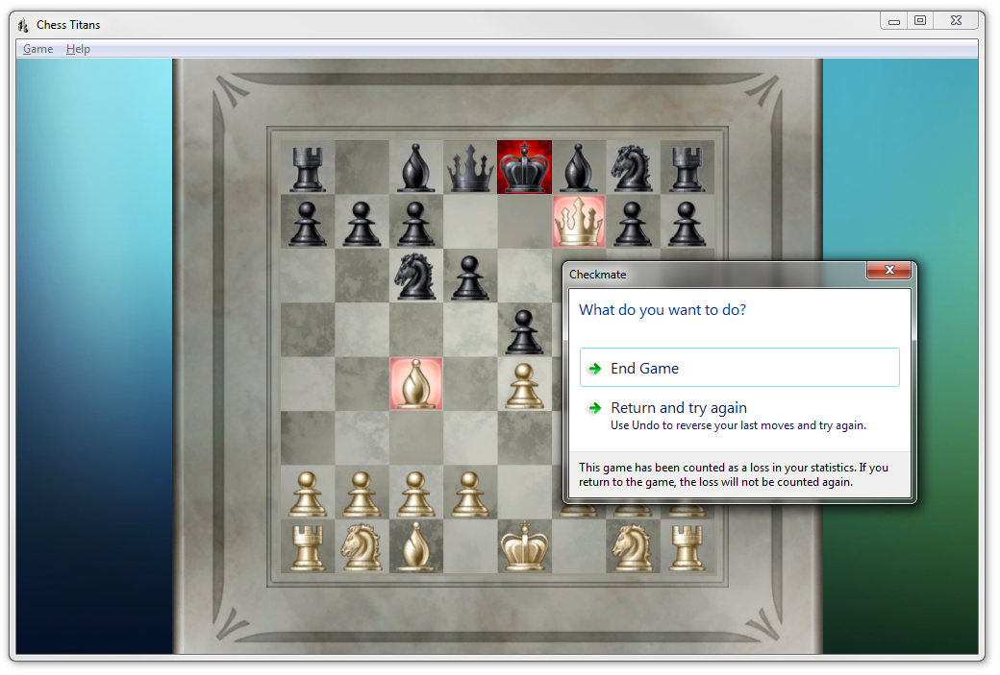 Chess Titans
Game Help
Checkmate
What do you want to do?
End Game
Return and try again
Use Undo to reverse your last moves and try again.
This game has been counted as a loss in your statistics. If you
return to the game, the loss will not be counted again.